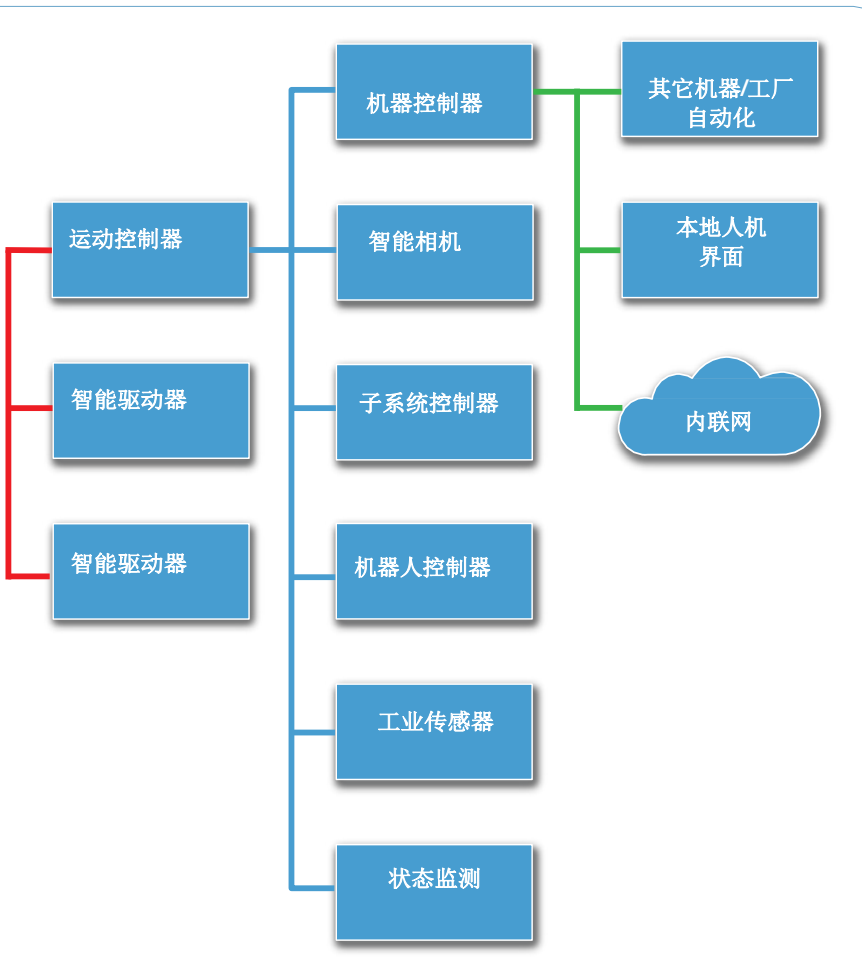 运动控制器
智能驱动器
智能驱动器
机器控制器
智能相机
子系统控制器
机器人控制器
工业传感器
状态监测
其它机器/工厂
自动化
本地人机
界面
内联网